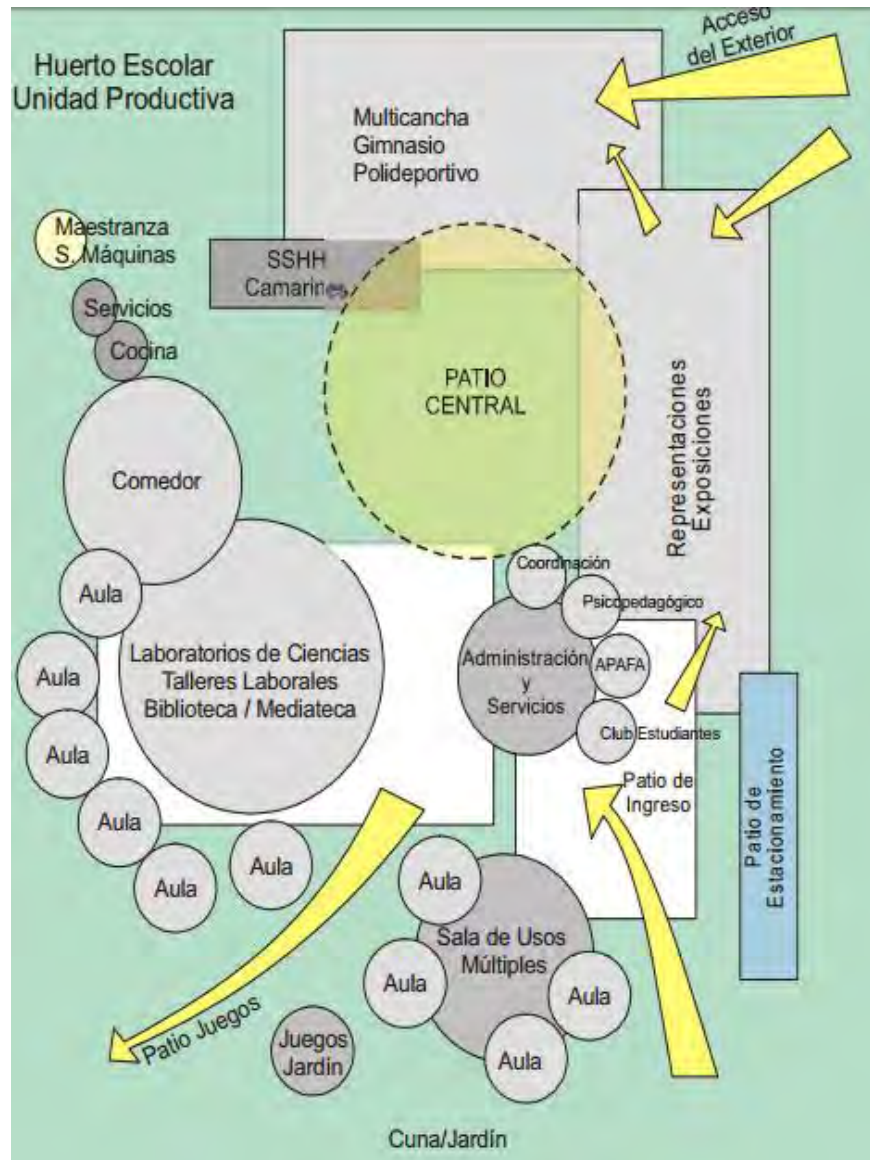 Acceso
del Exterior
Huerto Escolar
Unidad Productiva
Multicancha
Gimnasio
Polideportivo
Maestranza
S. Máquinas
SSHH
Camarines
Servicios
Cocina
PATIO
CENTRAL
Representaciones
Exposiciones
Comedor
Coordinación
Aula
Psicopedagógico
Laboratorios de Ciencias
Talleres Laborales
Biblioteca / Mediateca
Administración
y
Servicios
APAFA
Aula
Club Estudiantes
Aula
Patio de
Ingreso
Patio de
Estacionamiento
Aula
Aula
Aula
Aula
Sala de Usos
Múltiples
Aula
Aula
Patio Juegos
Juegos
Jardín
Aula
Cuna/Jardín